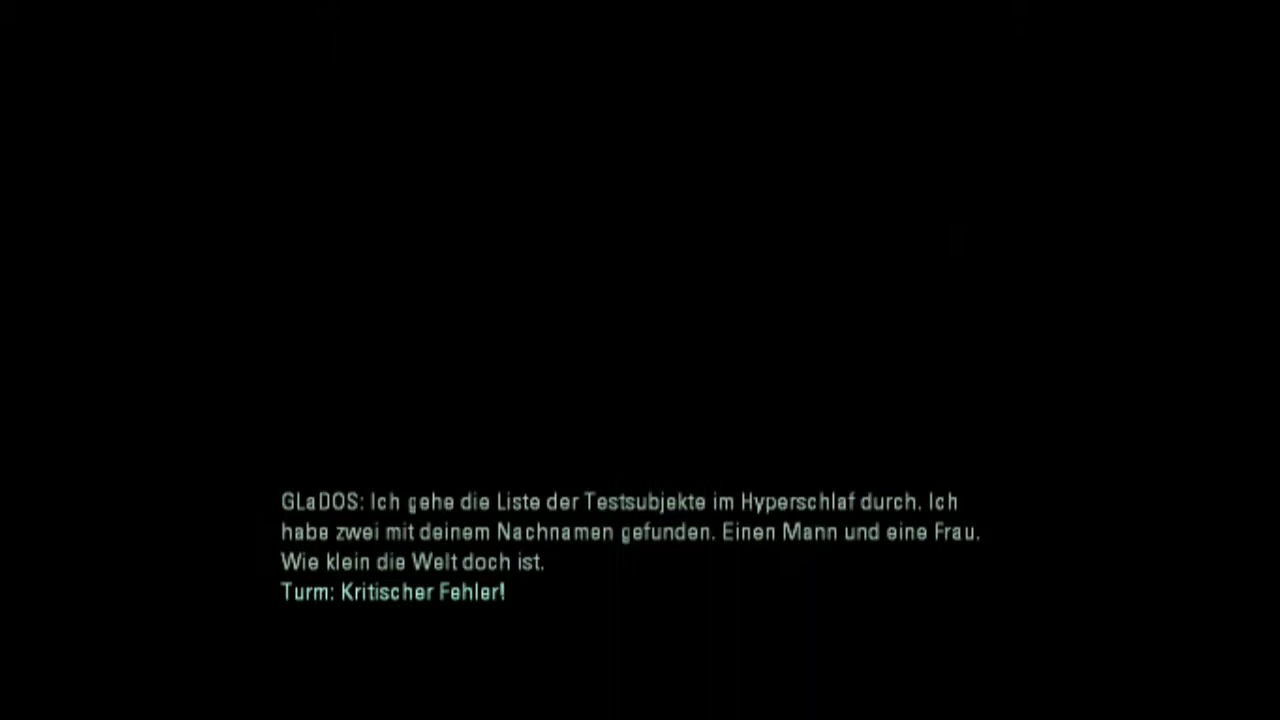 GLaDOS: Ich gehe die Liste der Testsubjekte im Hyperschlaf durch. Ich
habe zwei mit deinem Nachnamen gefunden. Einen Mann und eine Frau.
Wie klein die Welt doch ist.
Turm: Kritischer Fehler!